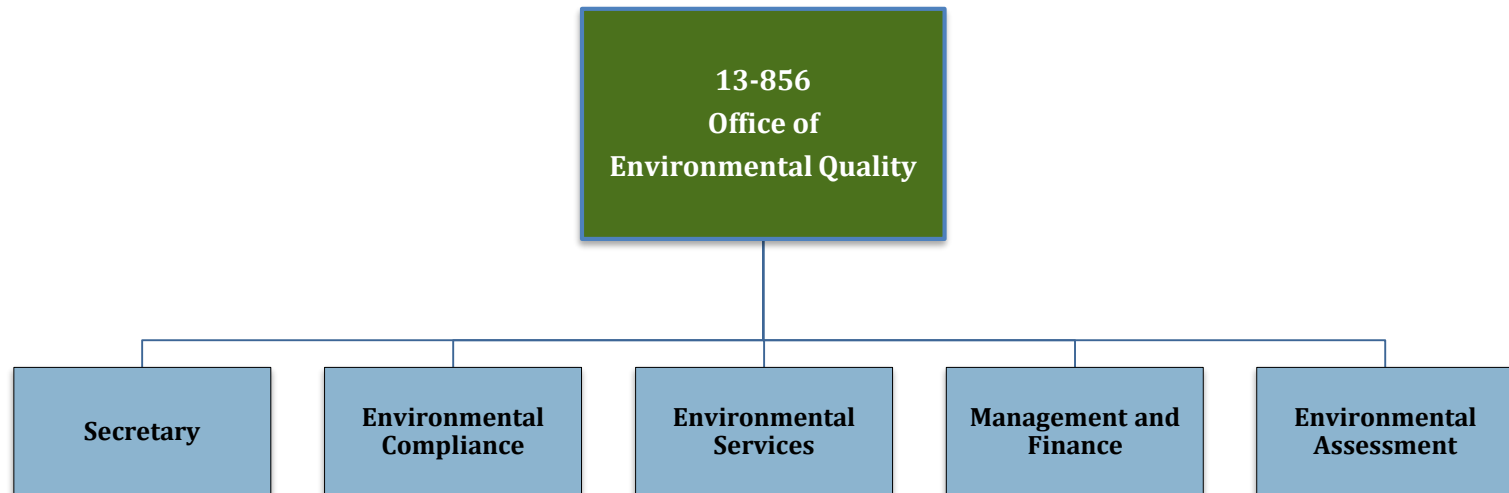 13-856
Office of
Environmental Quality
Secretary
Environmental
Compliance
Environmental
Services
Management and
Finance
Environmental
Assessment